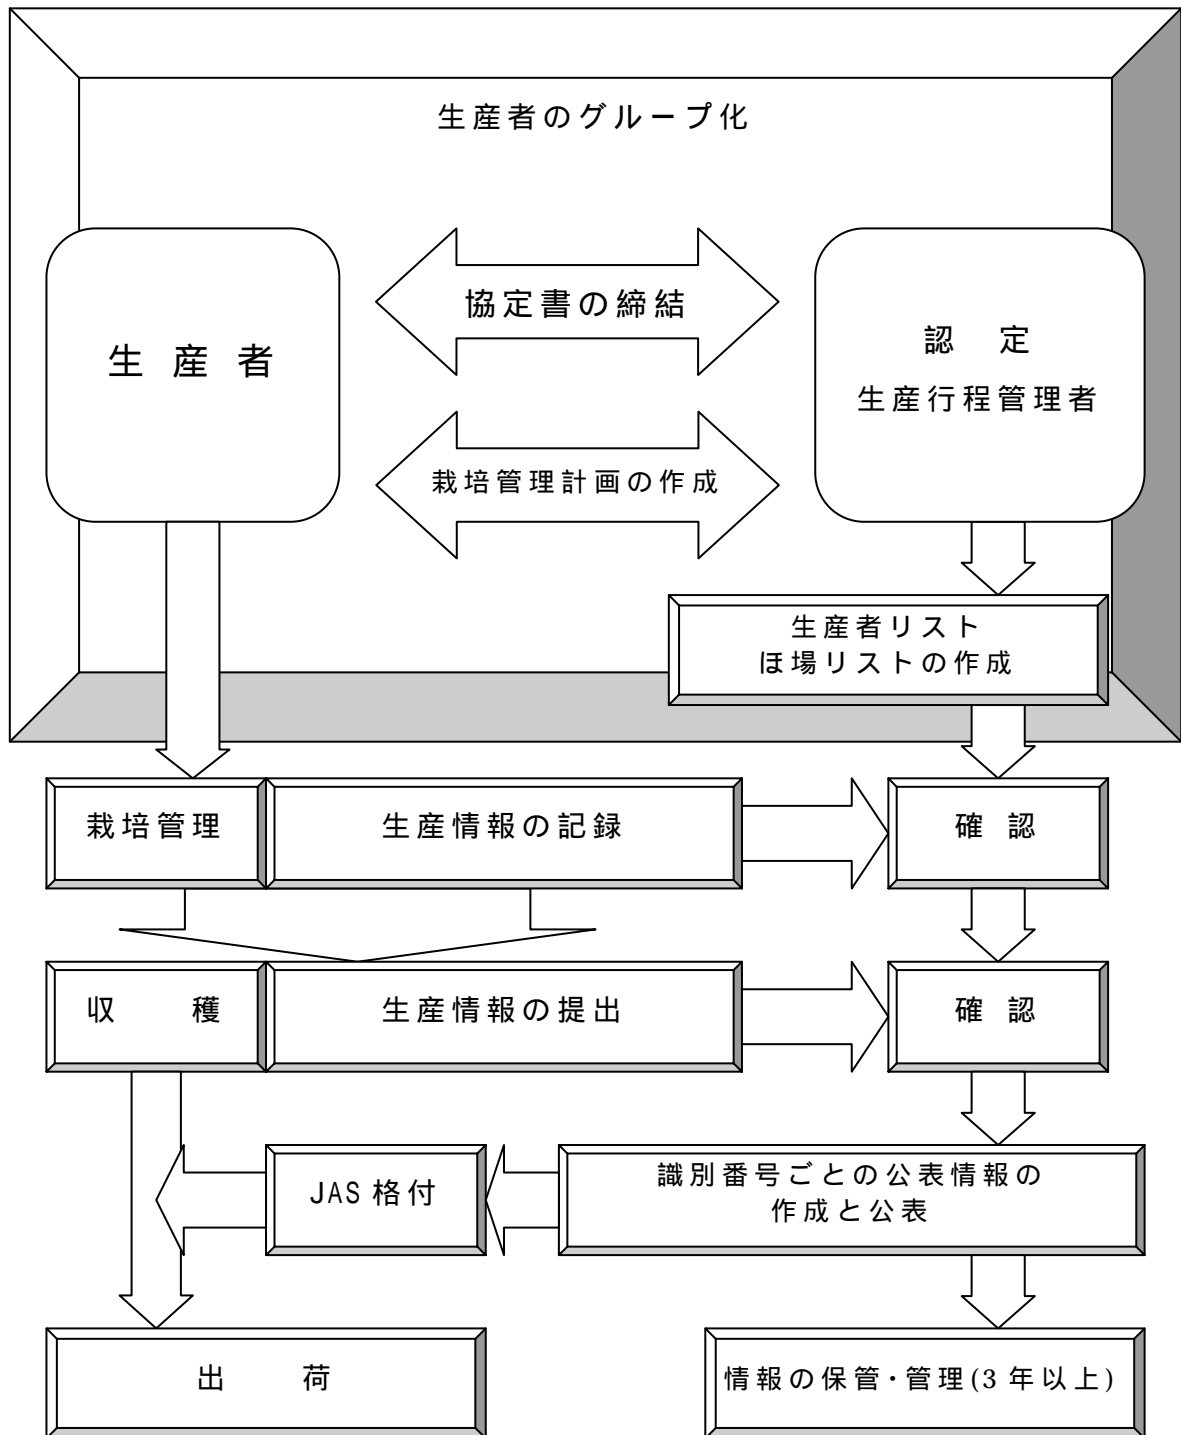 生産者のグループ化
協定書の締結
生 産 者
認 定
生産行程管理者
栽培管理計画の作成
生産者リスト
ほ場リストの作成
栽培管理
生産情報の記録
確 認
収 穫
生産情報の提出
確 認
JAS 格付
識別番号ごとの公表情報の
作成と公表
出 荷
情報の保管・管理(3 年以上)